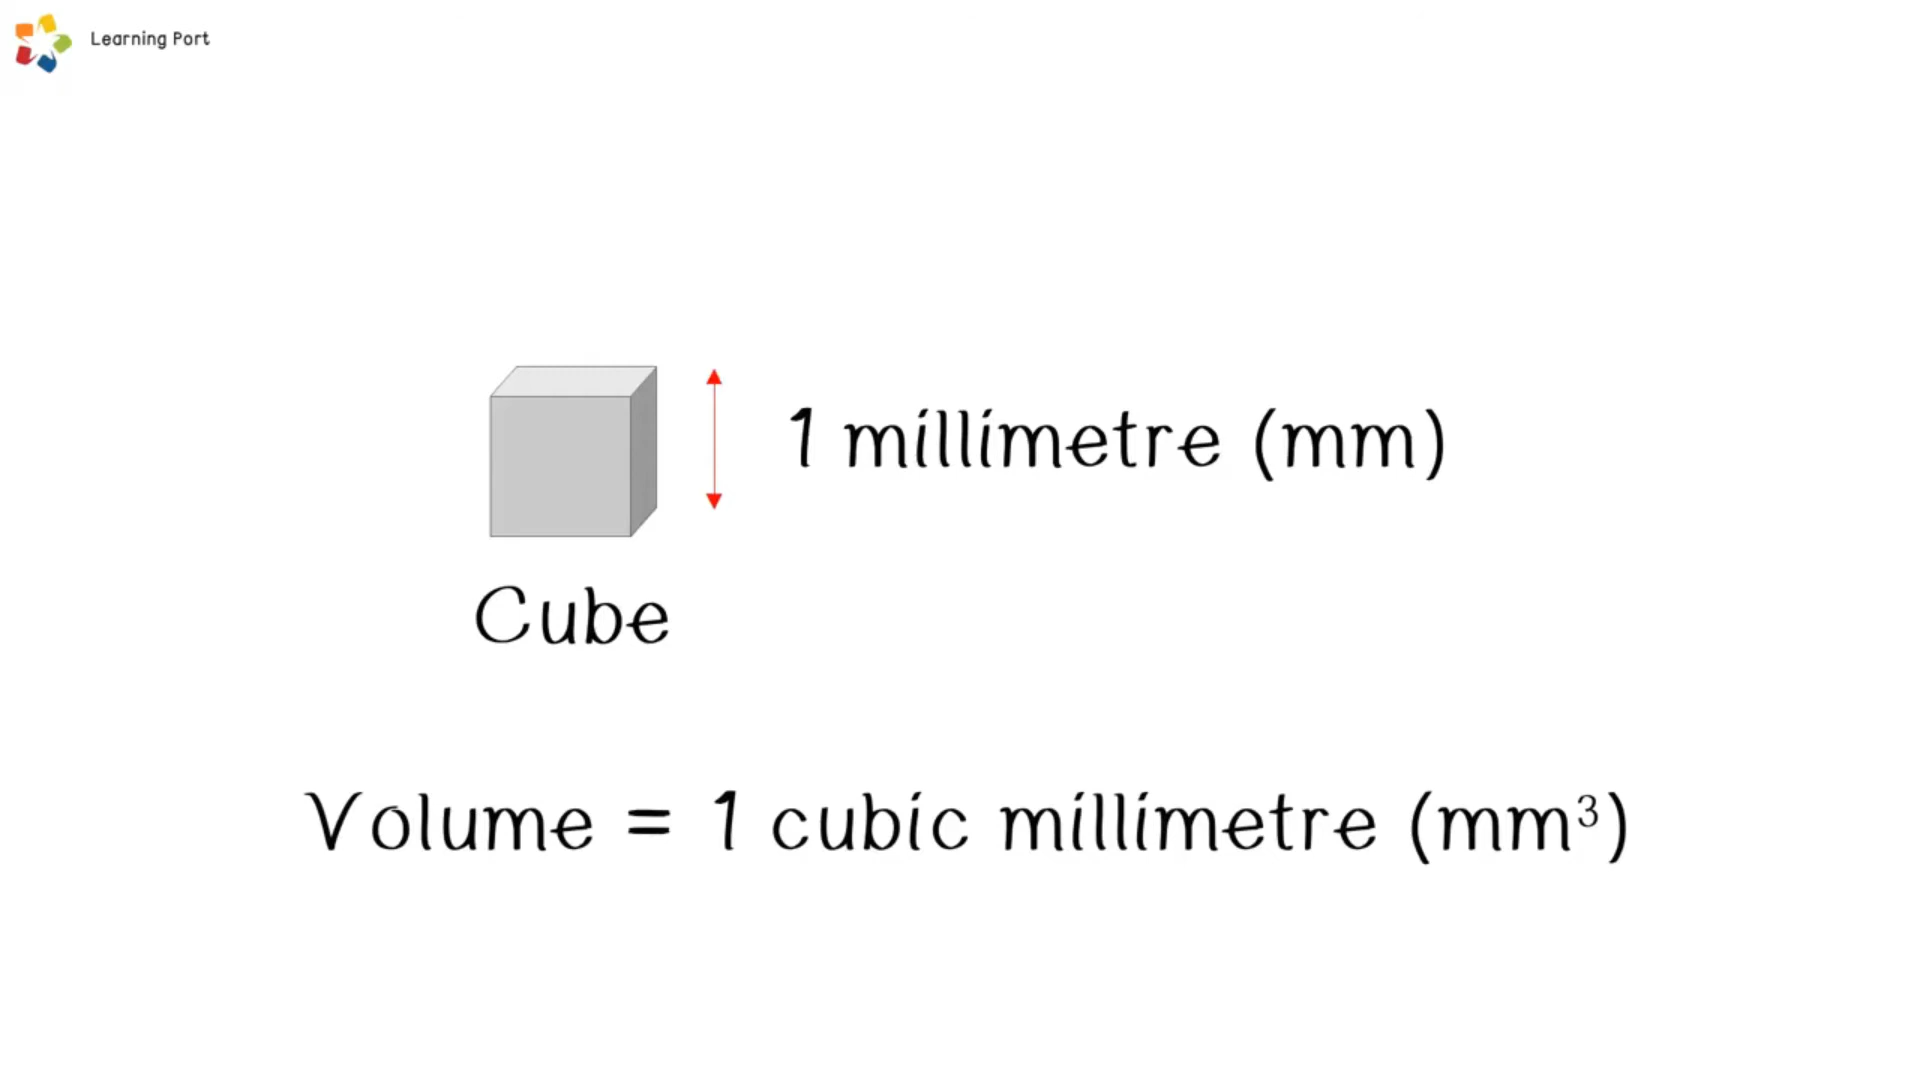 Learning Port
1 millimetre (mm)
Cube
Volume = 1 cubic millimetre (mm³)